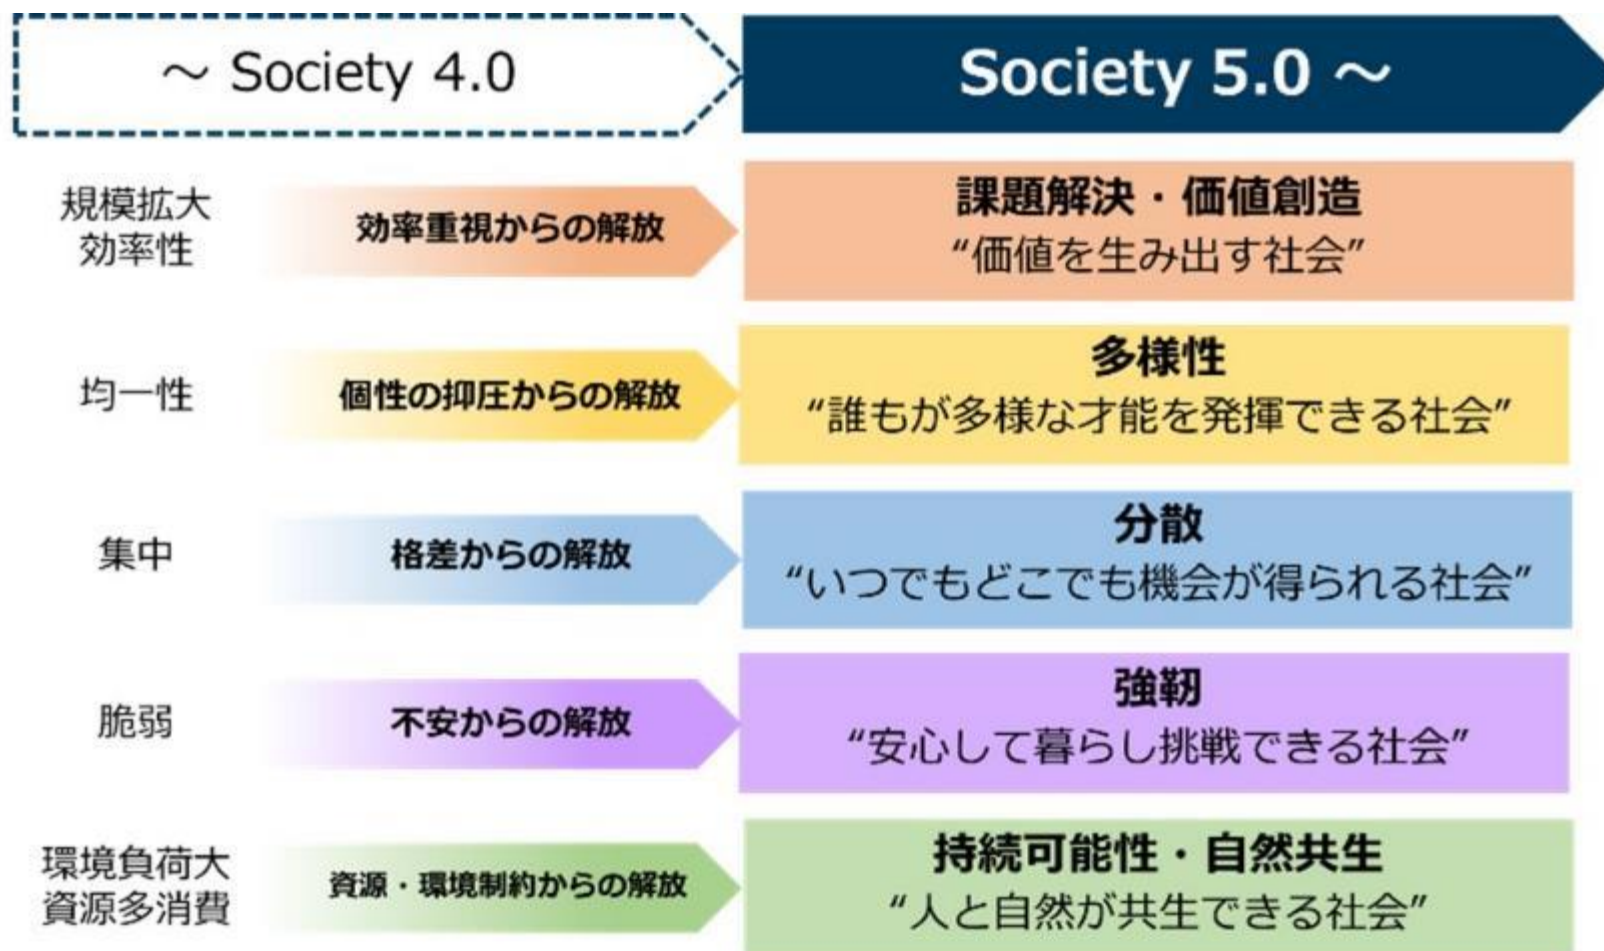 ～ Society 4.0
Society 5.0 ～
規模拡大
効率性
効率重視からの解放
課題解決・価値創造
“価値を生み出す社会”
均一性
個性の抑圧からの解放
多様性
“誰もが多様な才能を発揮できる社会”
集中
格差からの解放
分散
“いつでもどこでも機会が得られる社会”
脆弱
不安からの解放
強靭
“安心して暮らし挑戦できる社会”
環境負荷大
資源多消費
資源・環境制約からの解放
持続可能性・自然共生
“人と自然が共生できる社会”